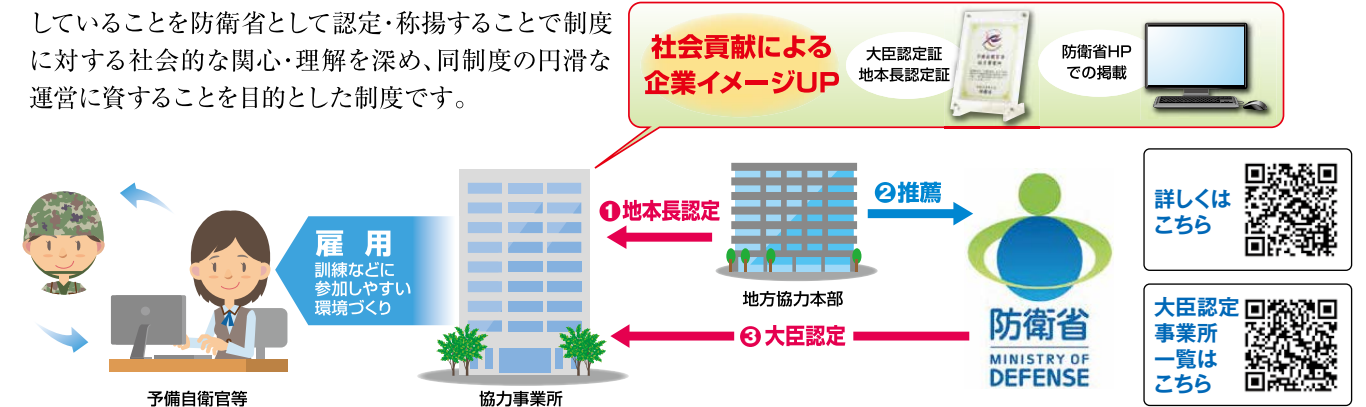 していることを防衛省として認定・称揚することで制度
に対する社会的な関心・理解を深め、同制度の円滑な
運営に資することを目的とした制度です。
社会貢献による
企業イメージUP
大臣認定証
地本長認定証
防衛省HP
での掲載
雇用
訓練などに
参加しやすい
環境づくり
❶地本長認定
❷推薦
❸大臣認定
予備自衛官等
協力事業所
地方協力本部
防衛省
MINISTRY OF
DEFENSE
詳しくは
こちら
大臣認定
事業所
一覧は
こちら